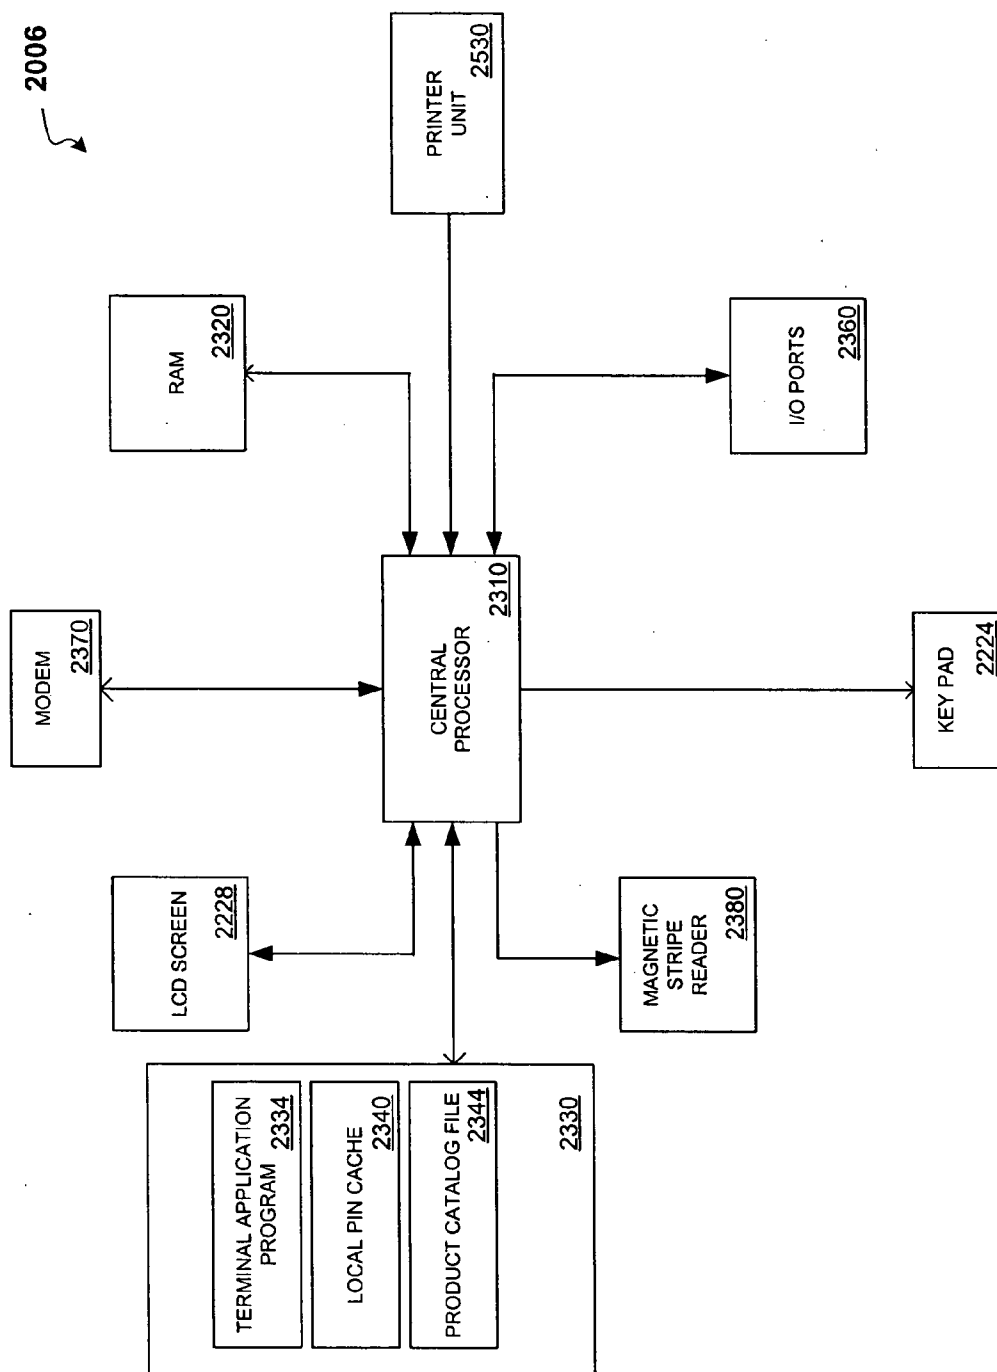 2006
MODEM
2370
LCD SCREEN
2228
RAM
2320
TERMINAL APPLICATION
PROGRAM
2334
LOCAL PIN CACHE
2340
PRODUCT CATALOG FILE
2344
2330
CENTRAL
PROCESSOR
2310
PRINTER
UNIT
2530
MAGNETIC
STRIPE
READER
2380
I/O PORTS
2360
KEY PAD
2224